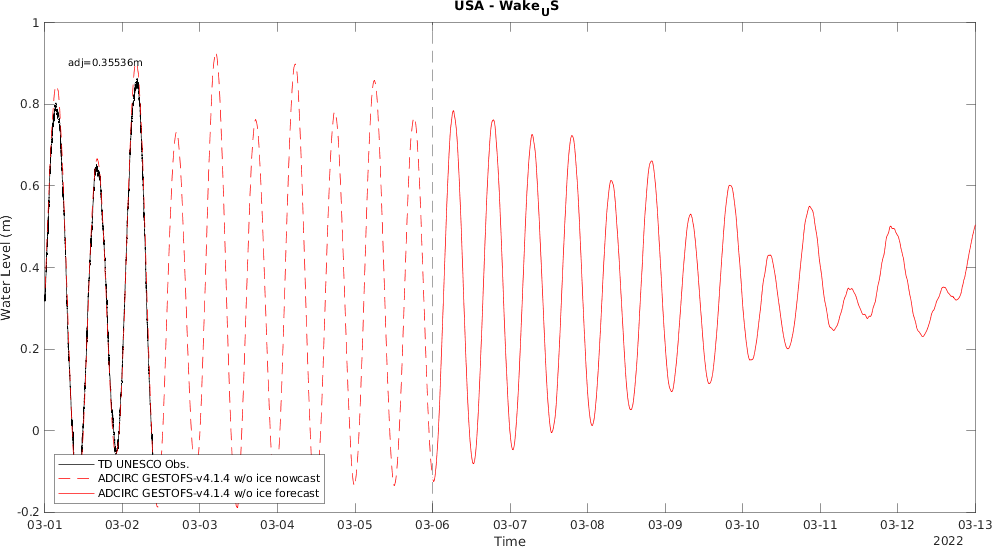 USA - Wake_US
adj=0.35536m
Water Level (m)
1
0.8
0.6
0.4
0.2
0
-0.2
TD UNESCO Obs.
ADCIRC GESTOFS-v4.1.4 w/o ice nowcast
ADCIRC GESTOFS-v4.1.4 w/o ice forecast
03-01 03-02 03-03 03-04 03-05 03-06 03-07 03-08 03-09 03-10 03-11 03-12 03-13
Time
2022